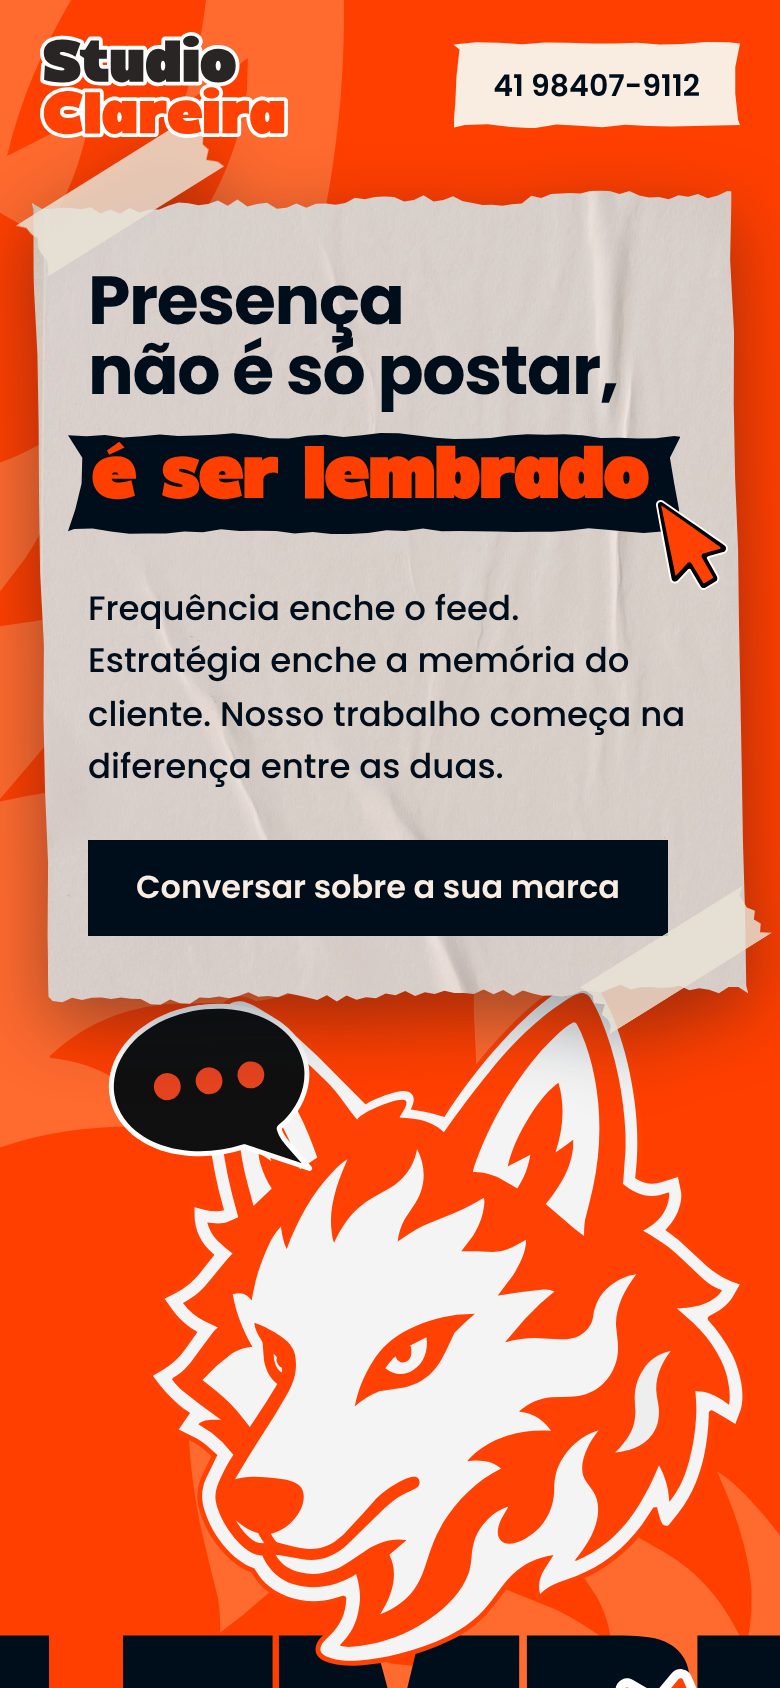 Studio
Clareira
41 98407-9112
Presença
não é só postar,
é ser lembrado
Frequência enche o feed.
Estratégia enche a memória do
cliente. Nosso trabalho começa na
diferença entre as duas.
Conversar sobre a sua marca